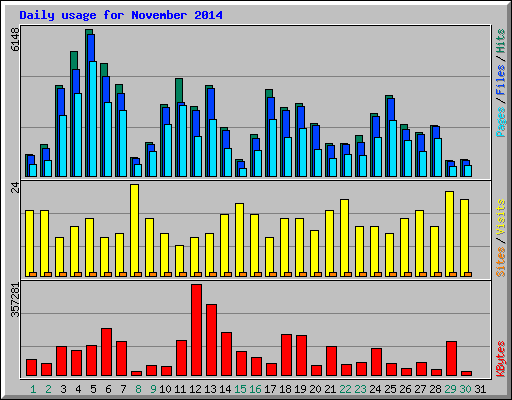 Daily usage for November 2014
6148
Pages / Files / Hits
24
Sites / Visits
357281
KBytes
1 2 3 4 5 6 7 8 9 10 11 12 13 14 15 16 17 18 19 20 21 22 23 24 25 26 27 28 29 30 31